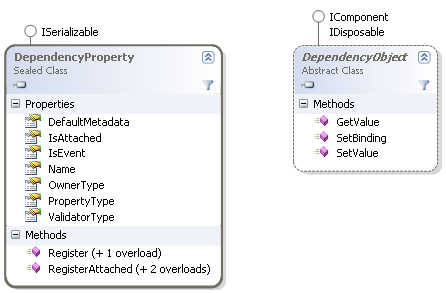 ISerializable
DependencyProperty
Sealed Class
Properties
DefaultMetadata
IsAttached
IsEvent
Name
OwnerType
PropertyType
ValidatorType
Methods
Register (+ 1 overload)
RegisterAttached (+ 2 overloads)
IComponent
IDisposable
DependencyObject
Abstract Class
Methods
GetValue
SetBinding
SetValue